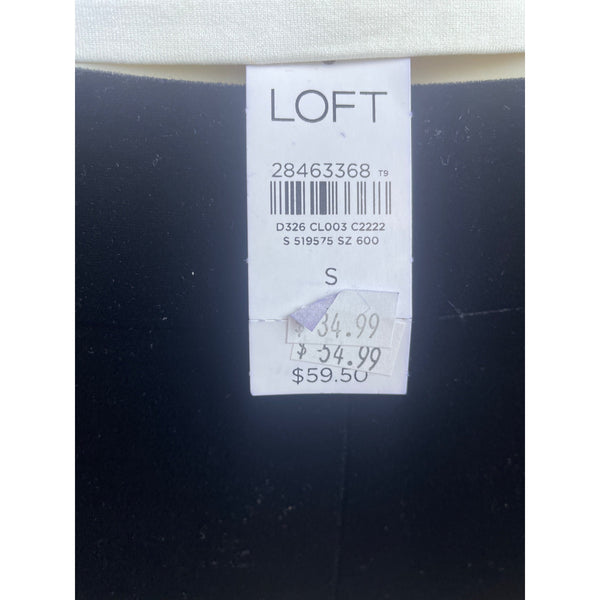 LOFT
28463368 T9
D326 CL003 C2222
S 519575 SZ 600
S
$ 34.99
$ 54.99
$59.50